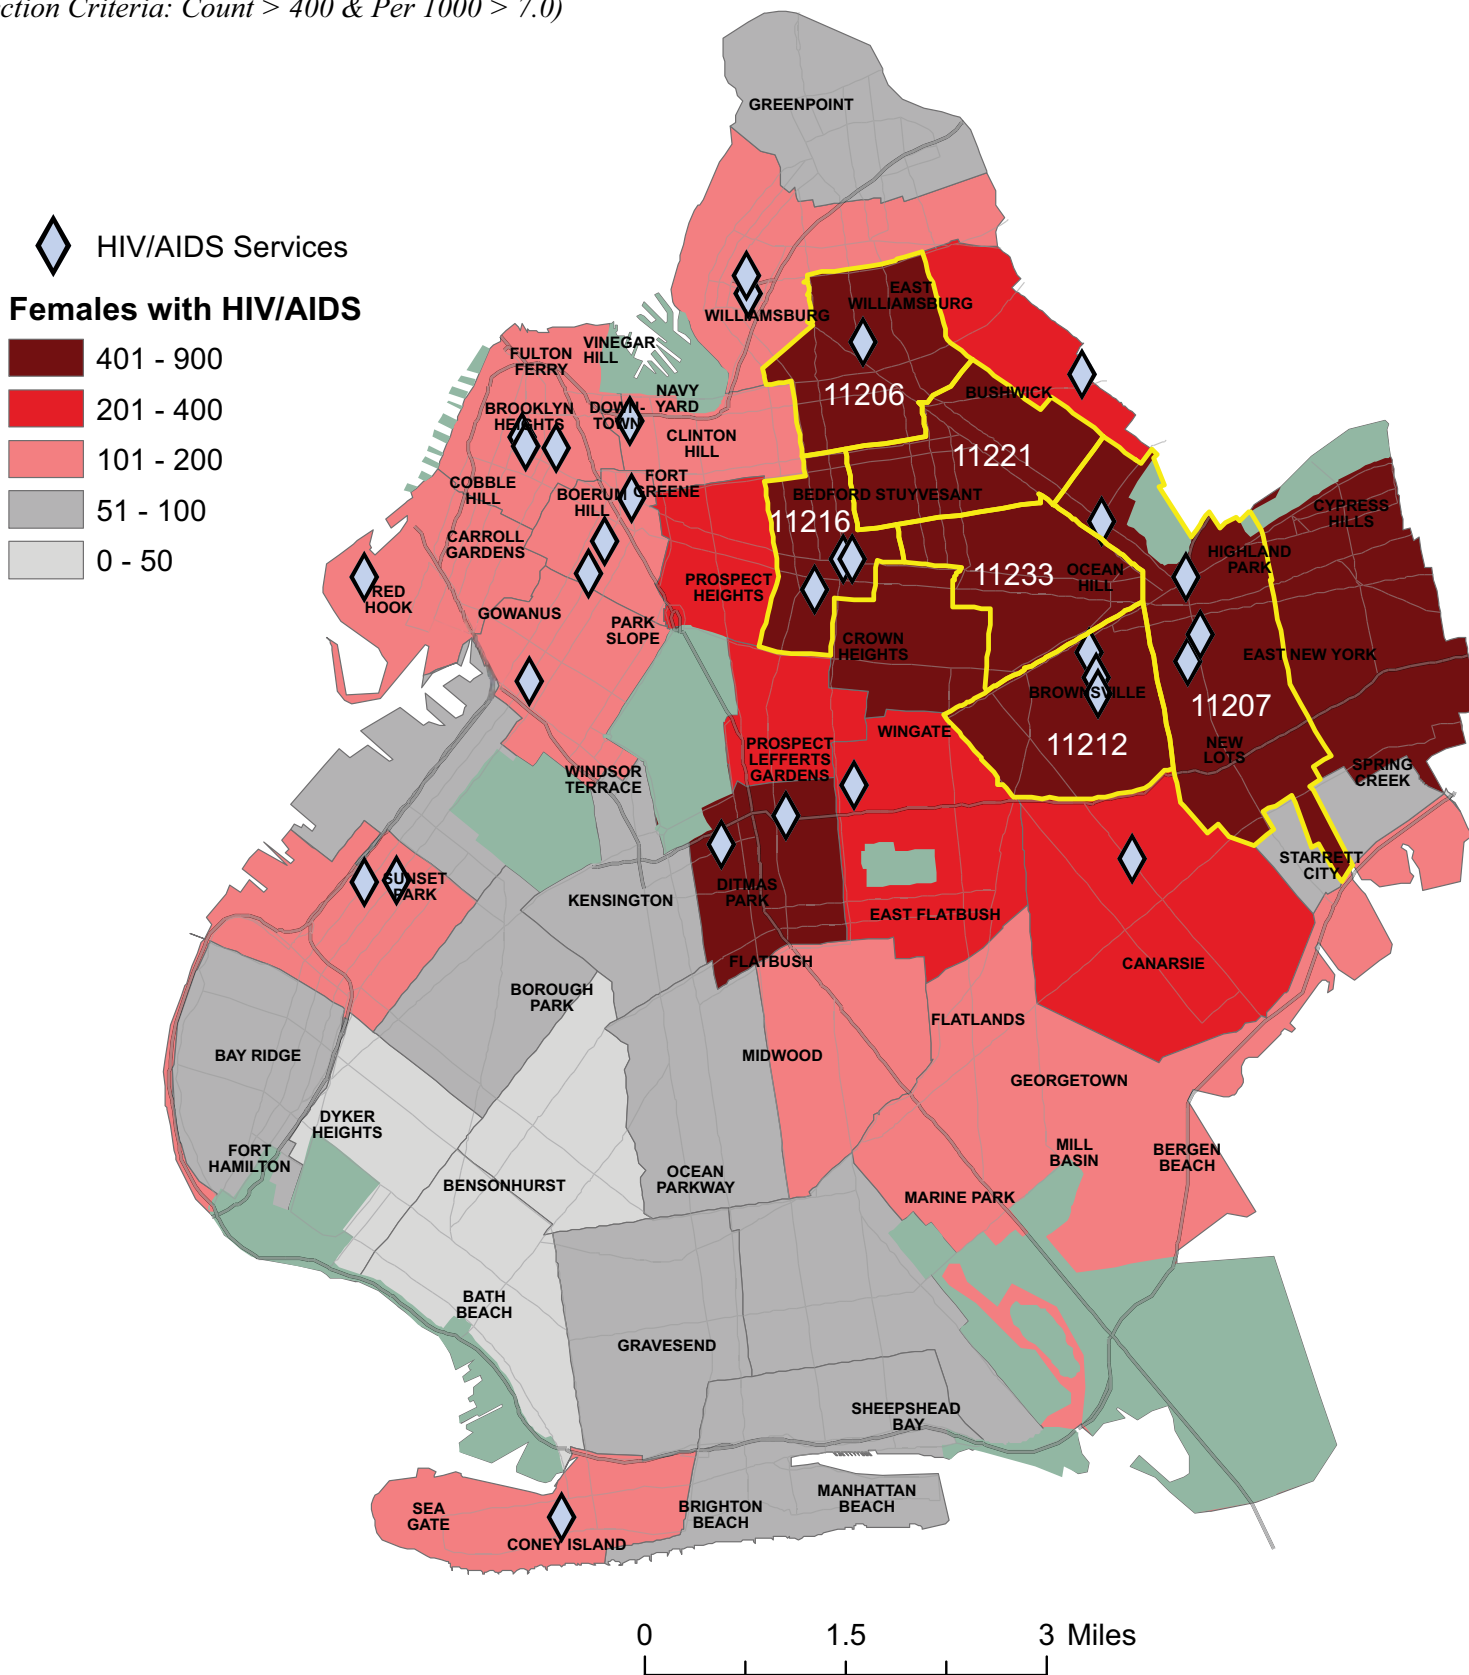 ction Criteria: Count > 400 & Per 1000 > 7.0)
GREENPOINT
HIV/AIDS Services
Females with HIV/AIDS
401 - 900
201 - 400
101 - 200
51 - 100
0 - 50
EAST
WILLIAMSBURG
WILLIAMSBURG
VINEGAR
HILL
FULTON
FERRY
NAVY
YARD
BUSHWICK
11206
BROOKLYN
HEIGHTS
DOWN-
TOWN
CLINTON
HILL
11221
COBBLE
HILL
FORT
GREENE
BOERUM
HILL
BEDFORD STUYVESANT
11216
CYPRESS
HILLS
CARROLL
GARDENS
HIGHLAND
PARK
PROSPECT
HEIGHTS
11233
OCEAN
HILL
RED
HOOK
GOWANUS
PARK
SLOPE
CROWN
HEIGHTS
EAST NEW YORK
BROWNSVILLE
11207
WINGATE
11212
NEW
LOTS
PROSPECT
LEFFERTS
GARDENS
SPRING
CREEK
WINDSOR
TERRACE
STARRETT
CITY
SUNSET
PARK
DITMAS
PARK
KENSINGTON
EAST FLATBUSH
FLATBUSH
CANARSIE
BOROUGH
PARK
FLATLANDS
BAY RIDGE
MIDWOOD
GEORGETOWN
DYKER
HEIGHTS
FORT
HAMILTON
MILL
BASIN
BERGEN
BEACH
BENSONHURST
OCEAN
PARKWAY
MARINE PARK
BATH
BEACH
GRAVESEND
SHEEPSHEAD
BAY
MANHATTAN
BEACH
SEA
GATE
BRIGHTON
BEACH
CONEY ISLAND
0 1.5 3 Miles